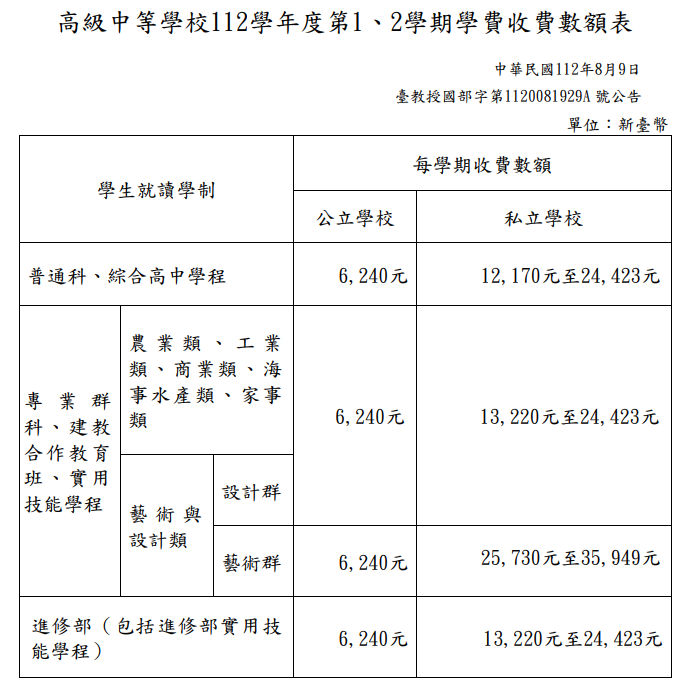 高級中等學校112學年度第1、2學期學費收費數額表
中華民國112年8月9日
臺教授國部字第1120081929A 號公告
單位：新臺幣
學生就讀學制
每學期收費數額
公立學校
私立學校
普通科、綜合高中學程
6,240元
12,170元至24,423元
專業群
科、建教
合作教育
班、實用
技能學程
農業類、工業
類、商業類、海
事水產類、家事
類
6,240元
13,220元至24,423元
藝術與
設計類
設計群
藝術群
6,240元
25,730元至35,949元
進修部（包括進修部實用技
能學程）
6,240元
13,220元至24,423元